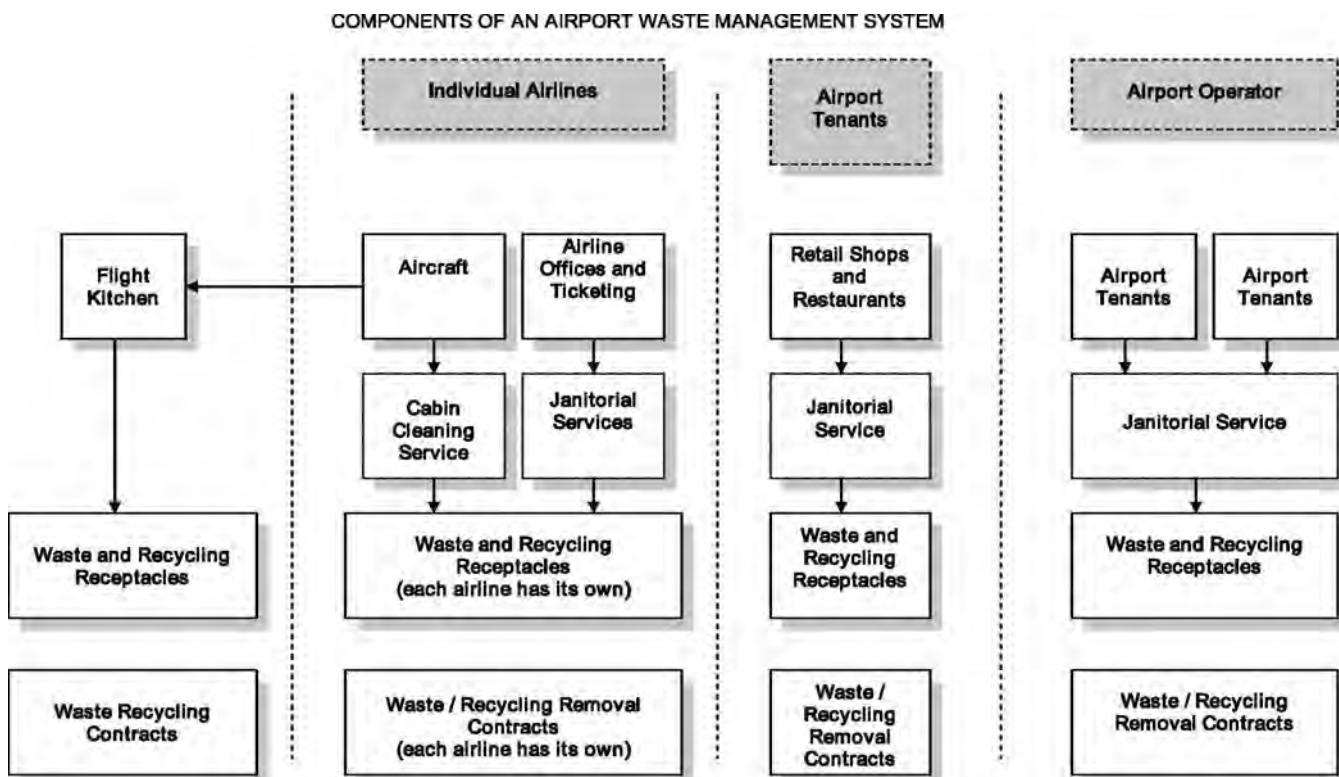 COMPONENTS OF AN AIRPORT WASTE MANAGEMENT SYSTEM
Individual Airlines
Airport
Tenants
Airport Operator
Flight
Kitchen
Aircraft
Airline
Offices and
Ticketing
Retail Shops
and
Restaurants
Airport
Tenants
Airport
Tenants
Cabin
Cleaning
Service
Janitorial
Services
Janitorial
Service
Janitorial Service
Waste and Recycling
Receptacles
Waste and Recycling
Receptacles
(each airline has its own)
Waste and
Recycling
Receptacles
Waste and Recycling
Receptacles
Waste Recycling
Contracts
Waste / Recycling Removal
Contracts
(each airline has its own)
Waste /
Recycling
Removal
Contracts
Waste / Recycling
Removal Contracts